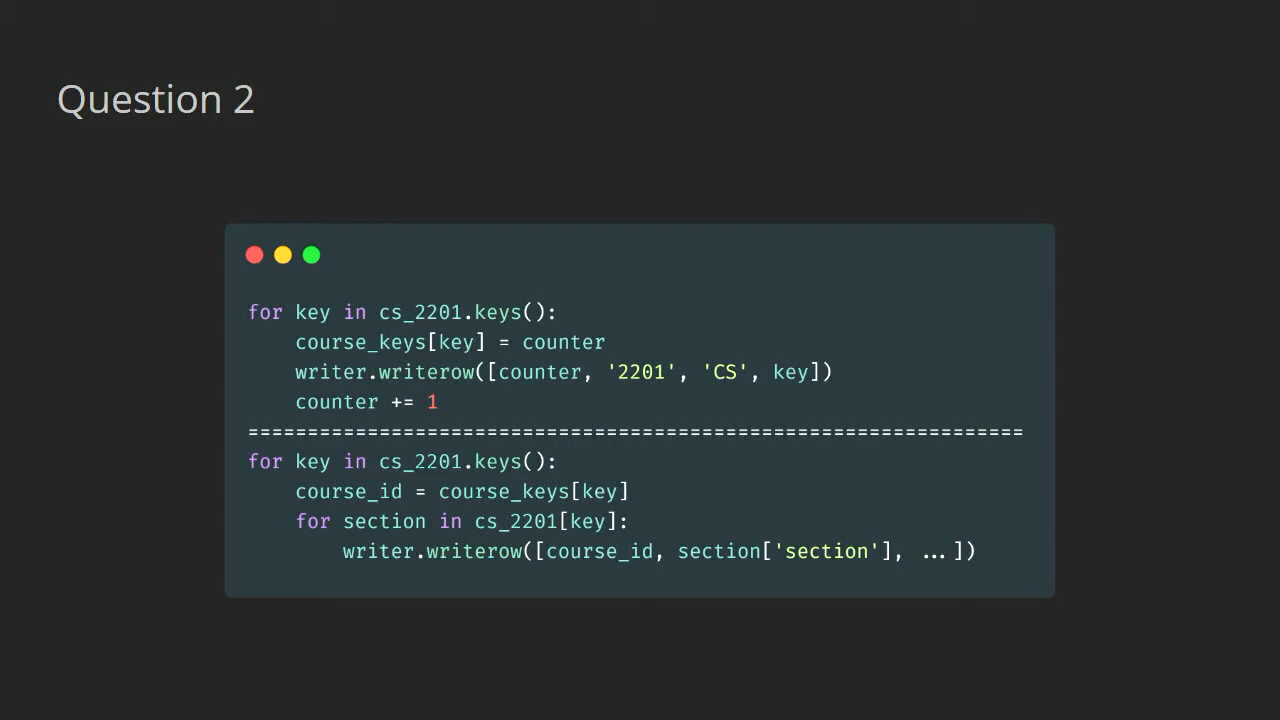 Question 2
for key in cs_2201.keys():
    course_keys[key] = counter
    writer.writerow([counter, '2201', 'CS', key])
    counter += 1
=================================================================
for key in cs_2201.keys():
    course_id = course_keys[key]
    for section in cs_2201[key]:
        writer.writerow([course_id, section['section'], ...])